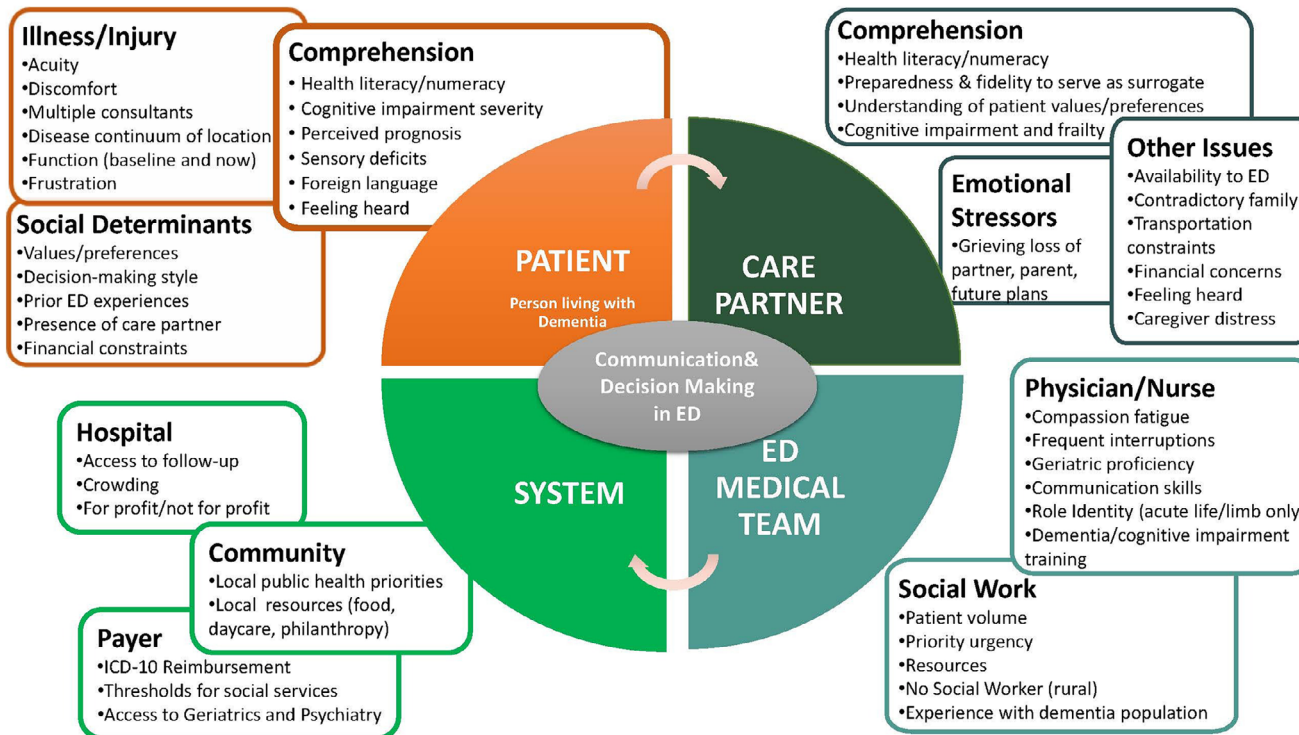 Illness/Injury
•Acuity
•Discomfort
•Multiple consultants
•Disease continuum of location
•Function (baseline and now)
•Frustration
Comprehension
• Health literacy/numeracy
• Cognitive impairment severity
• Perceived prognosis
• Sensory deficits
• Foreign language
• Feeling heard
Social Determinants
•Values/preferences
•Decision-making style
•Prior ED experiences
•Presence of care partner
•Financial constraints
Comprehension
•Health literacy/numeracy
•Preparedness & fidelity to serve as surrogate
•Understanding of patient values/preferences
•Cognitive impairment and frailty
Emotional
Stressors
•Grieving loss of
partner, parent,
future plans
Other Issues
•Availability to ED
•Contradictory family
•Transportation
constraints
•Financial concerns
•Feeling heard
•Caregiver distress
PATIENT
Person living with
Dementia
CARE
PARTNER
Communication&
Decision Making
in ED
SYSTEM
ED
MEDICAL
TEAM
Hospital
•Access to follow-up
•Crowding
•For profit/not for profit
Community
•Local public health priorities
•Local resources (food,
daycare, philanthropy)
Payer
•ICD-10 Reimbursement
•Thresholds for social services
•Access to Geriatrics and Psychiatry
Physician/Nurse
•Compassion fatigue
•Frequent interruptions
•Geriatric proficiency
•Communication skills
•Role Identity (acute life/limb only
•Dementia/cognitive impairment
training
Social Work
•Patient volume
•Priority urgency
•Resources
•No Social Worker (rural)
•Experience with dementia population